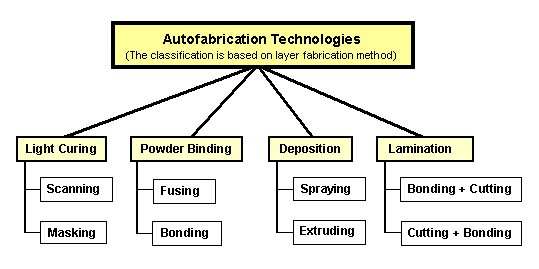 Autofabrication Technologies
(The classification is based on layer fabrication method)
Light Curing
Powder Binding
Deposition
Lamination
Scanning
Fusing
Spraying
Bonding + Cutting
Masking
Bonding
Extruding
Cutting + Bonding